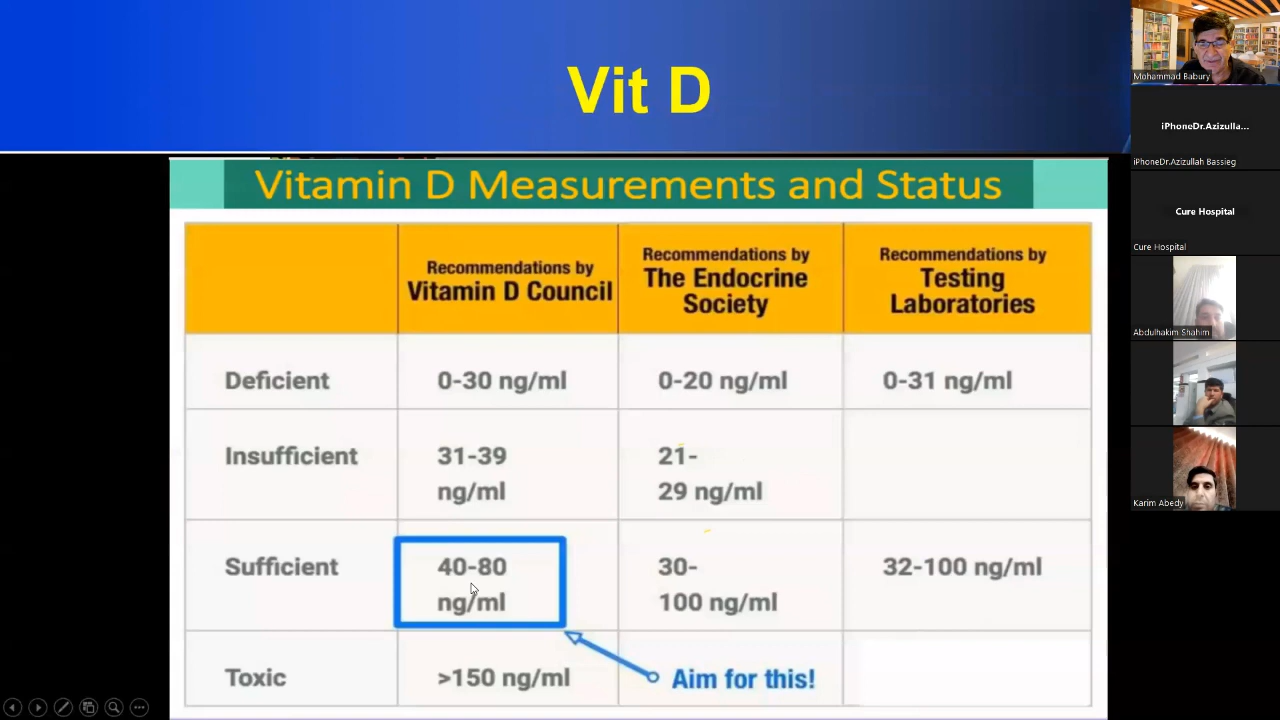 Vit D
Vitamin D Measurements and Status
Recommendations by
Vitamin D Council
Recommendations by
The Endocrine
Society
Recommendations by
Testing
Laboratories
Deficient
0-30 ng/ml
0-20 ng/ml
0-31 ng/ml
Insufficient
31-39
ng/ml
21-
29 ng/ml
Sufficient
40-80
ng/ml
30-
100 ng/ml
32-100 ng/ml
Toxic
>150 ng/ml
Aim for this!
Mohammad Babury
iPhoneDr.Azizulla...
iPhoneDr.Azizullah Bassieg
Cure Hospital
Cure Hospital
Abdulhakim Shahim
Karim Abedy